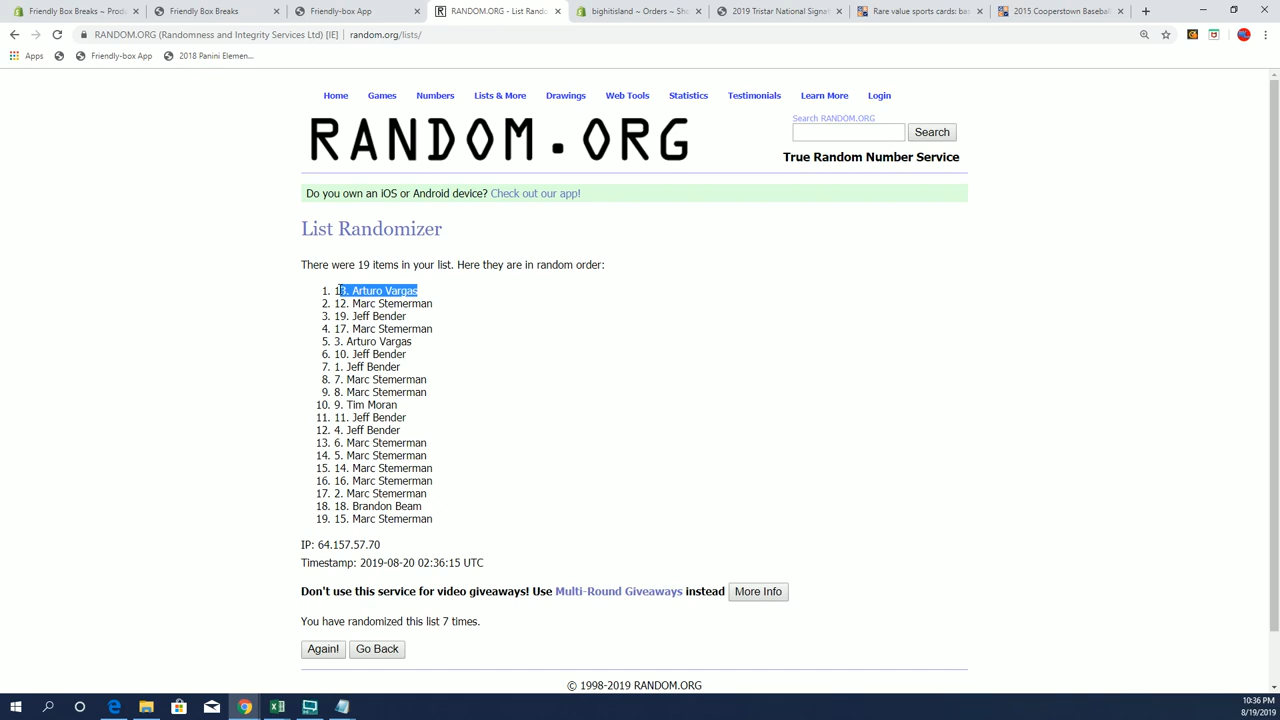 Friendly Box Breaks ~ Produ
Friendly Box Breaks
Friendly-box App
RANDOM.ORG - List Rando
bighitisland ~ Orders ~ Sho
2019 Tristar National Signat
Rare value sports cards: bas
2015 Cooperstown Baseball
RANDOM.ORG (Randomness and Integrity Services Ltd) [IE] | random.org/lists/
Apps
Friendly-box App
2018 Panini Elemen...
Home Games Numbers Lists & More Drawings Web Tools Statistics Testimonials Learn More Login
RANDOM.ORG
Search RANDOM.ORG
Search
True Random Number Service
Do you own an iOS or Android device? Check out our app!
List Randomizer
There were 19 items in your list. Here they are in random order:
1. 13. Arturo Vargas
2. 12. Marc Stemerman
3. 19. Jeff Bender
4. 17. Marc Stemerman
5. 3. Arturo Vargas
6. 10. Jeff Bender
7. 1. Jeff Bender
8. 7. Marc Stemerman
9. 8. Marc Stemerman
10. 9. Tim Moran
11. 11. Jeff Bender
12. 4. Jeff Bender
13. 6. Marc Stemerman
14. 5. Marc Stemerman
15. 14. Marc Stemerman
16. 16. Marc Stemerman
17. 2. Marc Stemerman
18. 18. Brandon Beam
19. 15. Marc Stemerman
IP: 64.157.57.70
Timestamp: 2019-08-20 02:36:15 UTC
Don't use this service for video giveaways! Use Multi-Round Giveaways instead More Info
You have randomized this list 7 times.
Again! Go Back
© 1998-2019 RANDOM.ORG
10:36 PM
8/19/2019